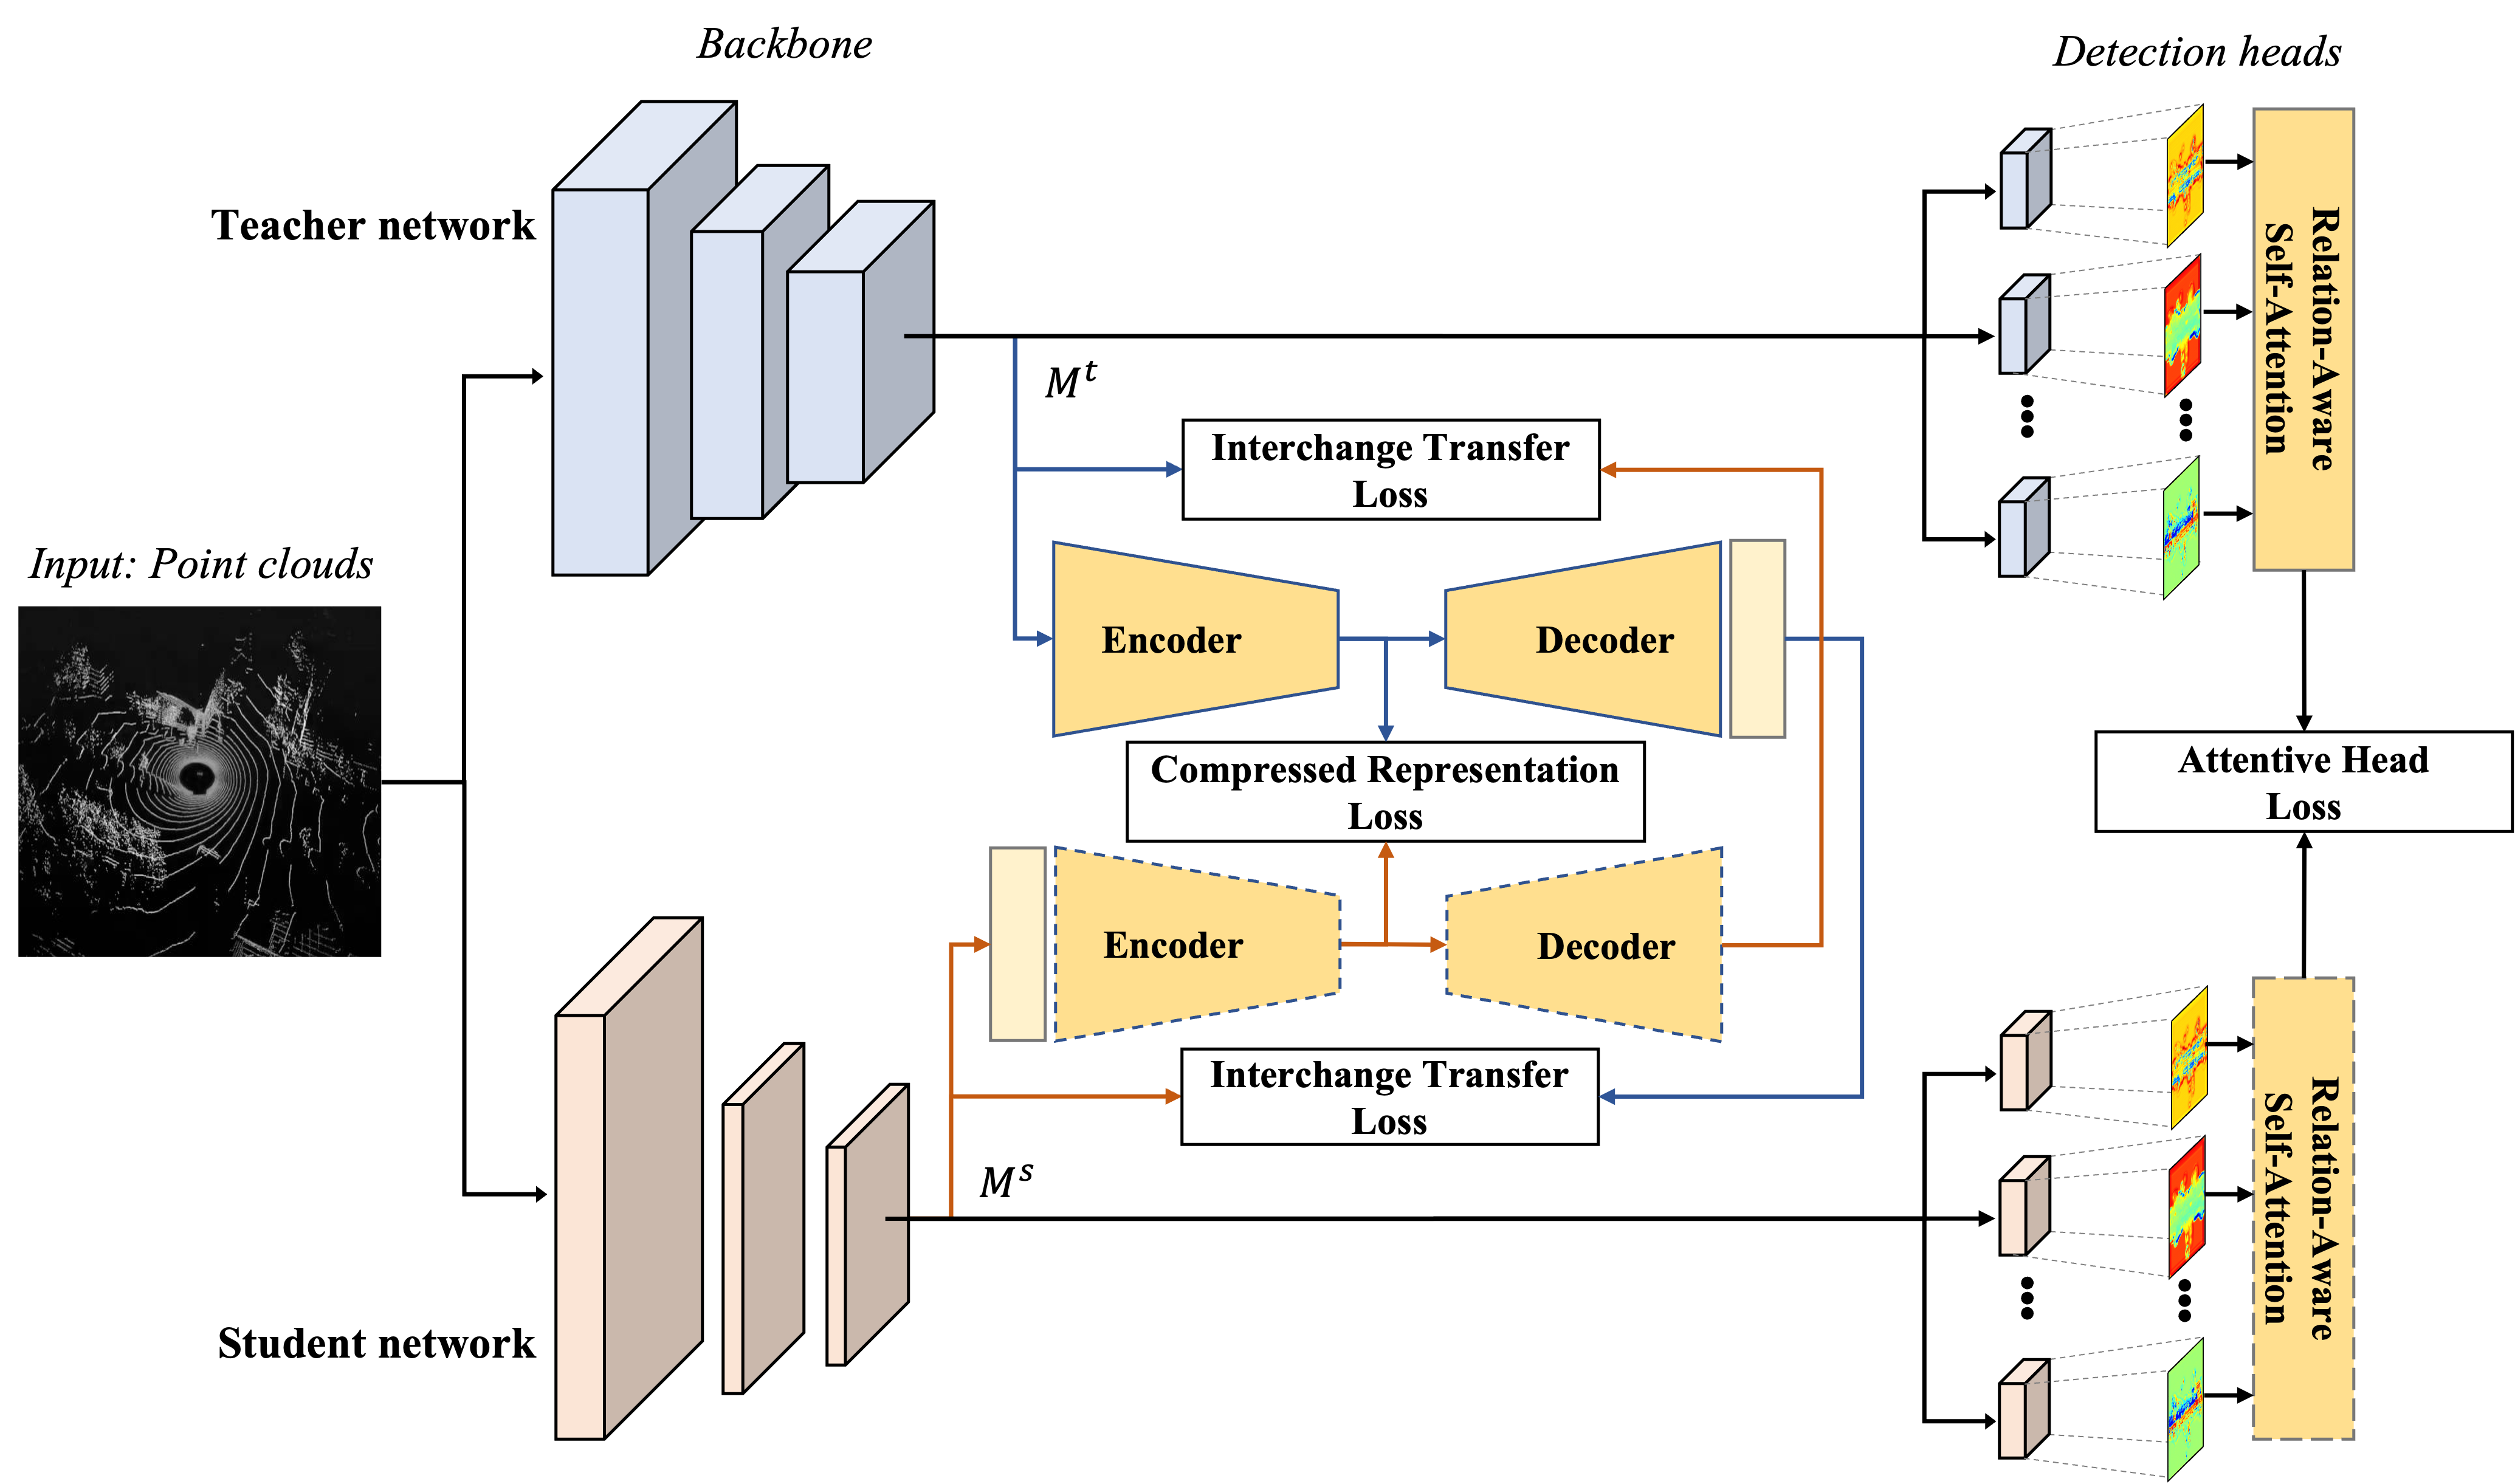 Backbone
Detection heads
Teacher network
Relation-Aware
Self-Attention
M^t
Interchange Transfer
Loss
Input: Point clouds
Encoder
Decoder
Compressed Representation
Loss
Attentive Head
Loss
Encoder
Decoder
Interchange Transfer
Loss
M^s
Relation-Aware
Self-Attention
Student network